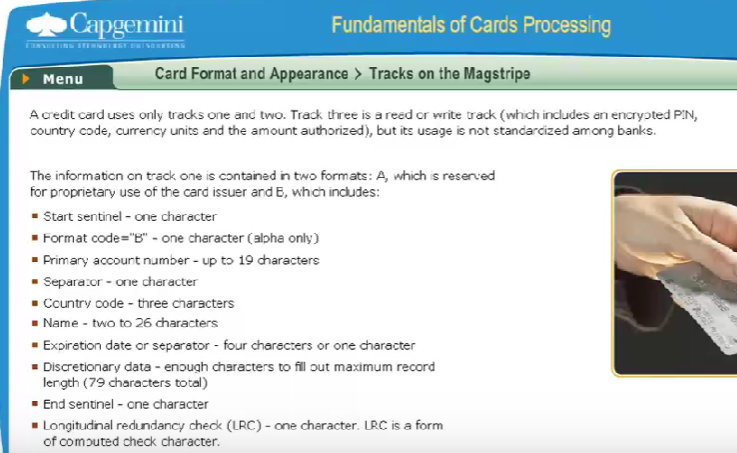 Capgemini
CONSULTING.TECHNOLOGY.OUTSOURCING
Fundamentals of Cards Processing
Menu
Card Format and Appearance > Tracks on the Magstripe
A credit card uses only tracks one and two. Track three is a read or write track (which includes an encrypted PIN,
country code, currency units and the amount authorized), but its usage is not standardized among banks.
The information on track one is contained in two formats: A, which is reserved
for proprietary use of the card issuer and B, which includes:
Start sentinel - one character
Format code="B" - one character (alpha only)
Primary account number - up to 19 characters
Separator - one character
Country code - three characters
Name - two to 26 characters
Expiration date or separator - four characters or one character
Discretionary data - enough characters to fill out maximum record
length (79 characters total)
End sentinel - one character
Longitudinal redundancy check (LRC) - one character. LRC is a form
of computed check character.